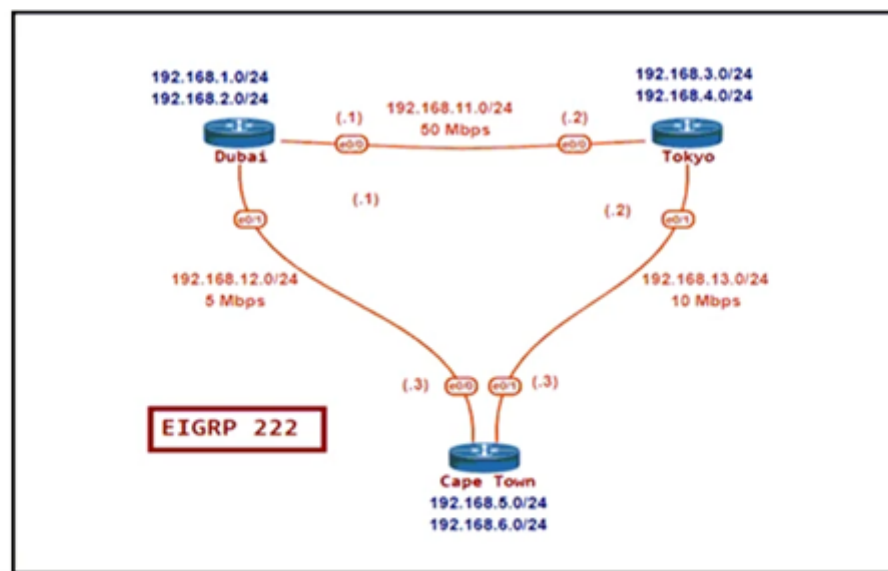 192.168.1.0/24
192.168.2.0/24
192.168.3.0/24
192.168.4.0/24
(.1)
192.168.11.0/24
50 Mbps
(.2)
e0/0
e0/0
Dubai
Tokyo
(.1)
(.2)
e0/1
e0/1
192.168.12.0/24
5 Mbps
192.168.13.0/24
10 Mbps
(.3)
e0/0
e0/1
(.3)
EIGRP 222
Cape Town
192.168.5.0/24
192.168.6.0/24